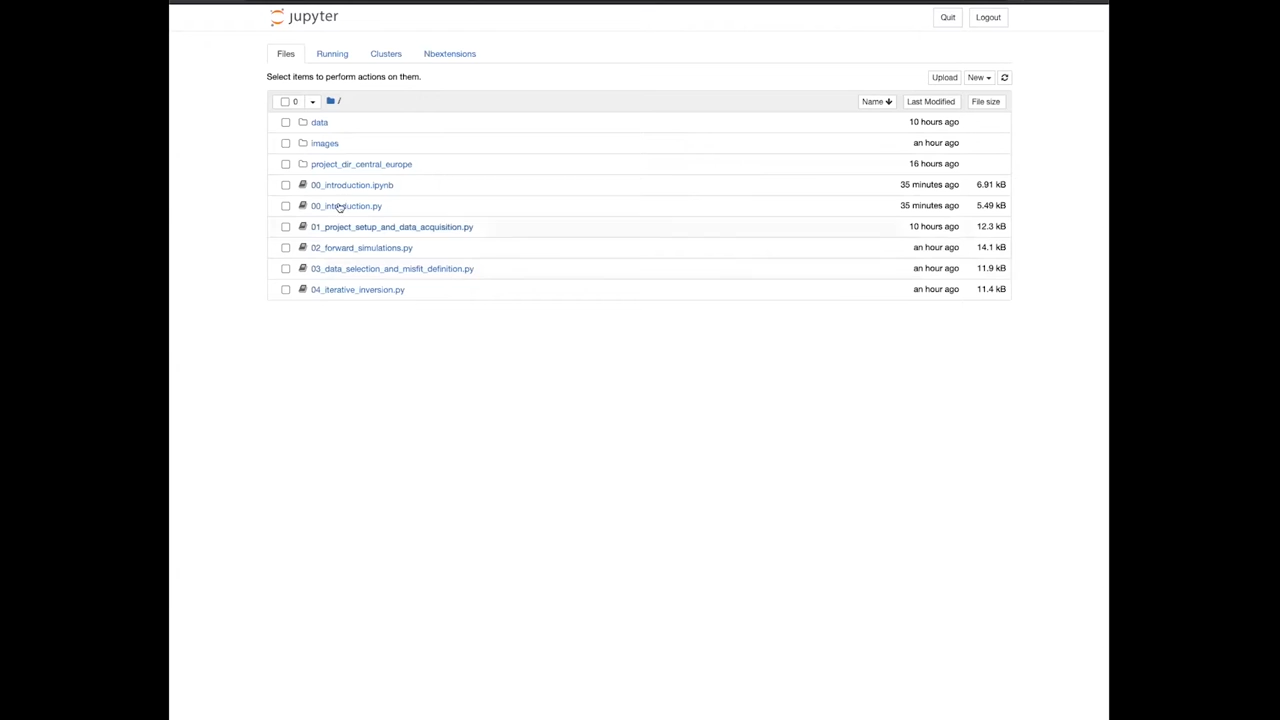 jupyter
Quit Logout
Files Running Clusters Nbextensions
Select items to perform actions on them.
Upload New
0 / Name Last Modified File size
data 10 hours ago
images an hour ago
project_dir_central_europe 16 hours ago
00_introduction.ipynb 35 minutes ago 6.91 kB
00_introduction.py 35 minutes ago 5.49 kB
01_project_setup_and_data_acquisition.py 10 hours ago 12.3 kB
02_forward_simulations.py an hour ago 14.1 kB
03_data_selection_and_misfit_definition.py an hour ago 11.9 kB
04_iterative_inversion.py an hour ago 11.4 kB